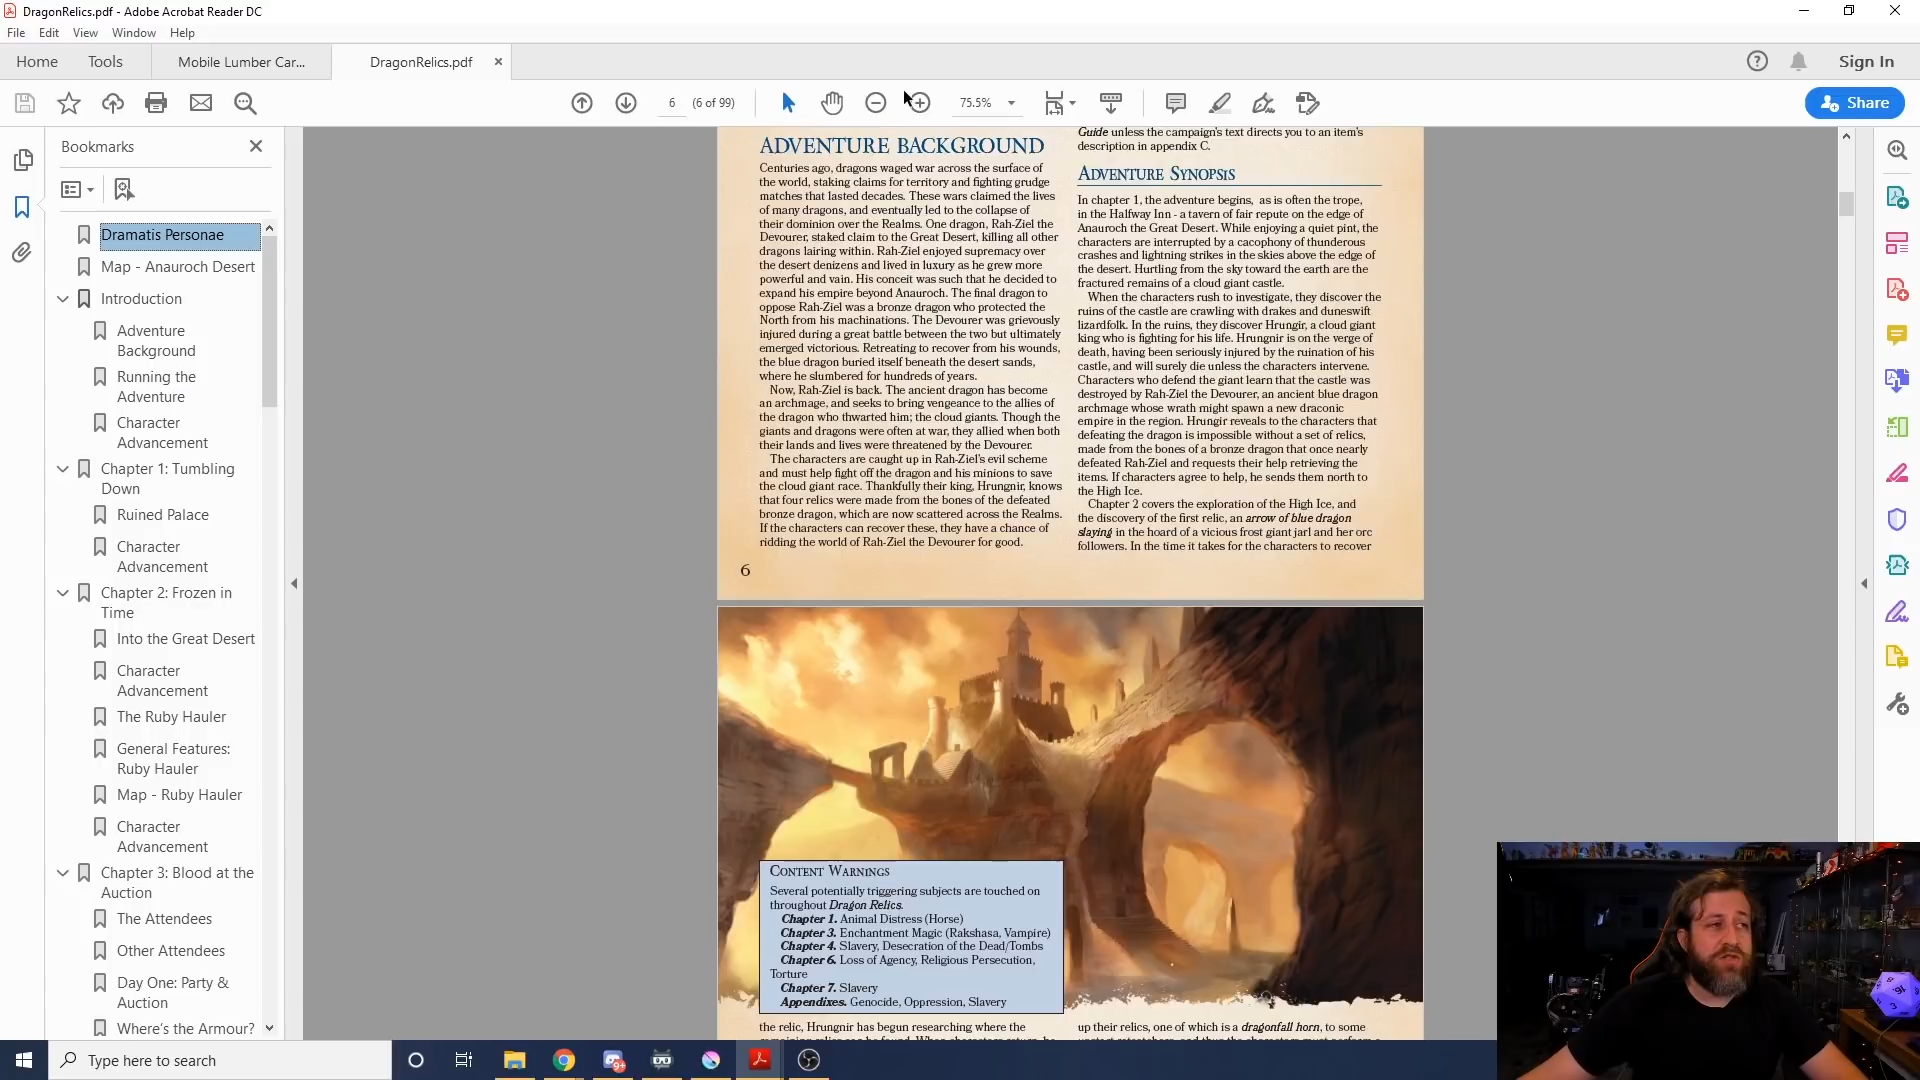 DragonRelics.pdf - Adobe Acrobat Reader DC
File Edit View Window Help
Home Tools Mobile Lumber Car... DragonRelics.pdf Sign In
6 (6 of 99) 75.5% Share
Bookmarks
Dramatis Personae
Map - Anauroch Desert
Introduction
Adventure
Background
Running the
Adventure
Character
Advancement
Chapter 1: Tumbling
Down
Ruined Palace
Character
Advancement
Chapter 2: Frozen in
Time
Into the Great Desert
Character
Advancement
The Ruby Hauler
General Features:
Ruby Hauler
Map - Ruby Hauler
Character
Advancement
Chapter 3: Blood at the
Auction
The Attendees
Other Attendees
Day One: Party &
Auction
Where's the Armour?
ADVENTURE BACKGROUND
Centuries ago, dragons waged war across the surface of
the world, staking claims for territory and fighting grudge
matches that lasted decades. These wars claimed the lives
of many dragons, and eventually led to the collapse of
their dominion over the Realms. One dragon, Rah-Ziel the
Devourer, staked claim to the Great Desert, killing all other
dragons lairing within. Rah-Ziel enjoyed supremacy over
the desert denizens and lived in luxury as he grew more
powerful and vain. His conceit was such that he decided to
expand his empire beyond Anauroch. The final dragon to
oppose Rah-Ziel was a bronze dragon who protected the
North from his machinations. The Devourer was grievously
injured during a great battle between the two but ultimately
emerged victorious. Retreating to recover from his wounds,
the blue dragon buried itself beneath the desert sands,
where he slumbered for hundreds of years.
Now, Rah-Ziel is back. The ancient dragon has become
an archmage, and seeks to bring vengeance to the allies of
the dragon who thwarted him; the cloud giants. Though the
giants and dragons were often at war, they allied when both
their lands and lives were threatened by the Devourer.
The characters are caught up in Rah-Ziel's evil scheme
and must help fight off the dragon and his minions to save
the cloud giant race. Thankfully their king, Hrungnir, knows
that four relics were made from the bones of the defeated
bronze dragon, which are now scattered across the Realms.
If the characters can recover these, they have a chance of
ridding the world of Rah-Ziel the Devourer for good.
6
Guide unless the campaign's text directs you to an item's
description in appendix C.
ADVENTURE SYNOPSIS
In chapter 1, the adventure begins, as is often the trope,
in the Halfway Inn - a tavern of fair repute on the edge of
Anauroch the Great Desert. While enjoying a quiet pint, the
characters are interrupted by a cacophony of thunderous
crashes and lightning strikes in the skies above the edge of
the desert. Hurtling from the sky toward the earth are the
fractured remains of a cloud giant castle.
When the characters rush to investigate, they discover the
ruins of the castle are crawling with drakes and duneswift
lizardfolk. In the ruins, they discover Hrungir, a cloud giant
king who is fighting for his life. Hrungnir is on the verge of
death, having been seriously injured by the ruination of his
castle, and will surely die unless the characters intervene.
Characters who defend the giant learn that the castle was
destroyed by Rah-Ziel the Devourer, an ancient blue dragon
archmage whose wrath might spawn a new draconic
empire in the region. Hrungir reveals to the characters that
defeating the dragon is impossible without a set of relics,
made from the bones of a bronze dragon that once nearly
defeated Rah-Ziel and requests their help retrieving the
items. If characters agree to help, he sends them north to
the High Ice.
Chapter 2 covers the exploration of the High Ice, and
the discovery of the first relic, an arrow of blue dragon
slaying in the hoard of a vicious frost giant jarl and her orc
followers. In the time it takes for the characters to recover
CONTENT WARNINGS
Several potentially triggering subjects are touched on
throughout Dragon Relics.
Chapter 1. Animal Distress (Horse)
Chapter 3. Enchantment Magic (Rakshasa, Vampire)
Chapter 4. Slavery, Desecration of the Dead/Tombs
Chapter 6. Loss of Agency, Religious Persecution,
Torture
Chapter 7. Slavery
Appendixes. Genocide, Oppression, Slavery
the relic, Hrungnir has begun researching where the
up their relics, one of which is a dragonfall horn, to some
Type here to search